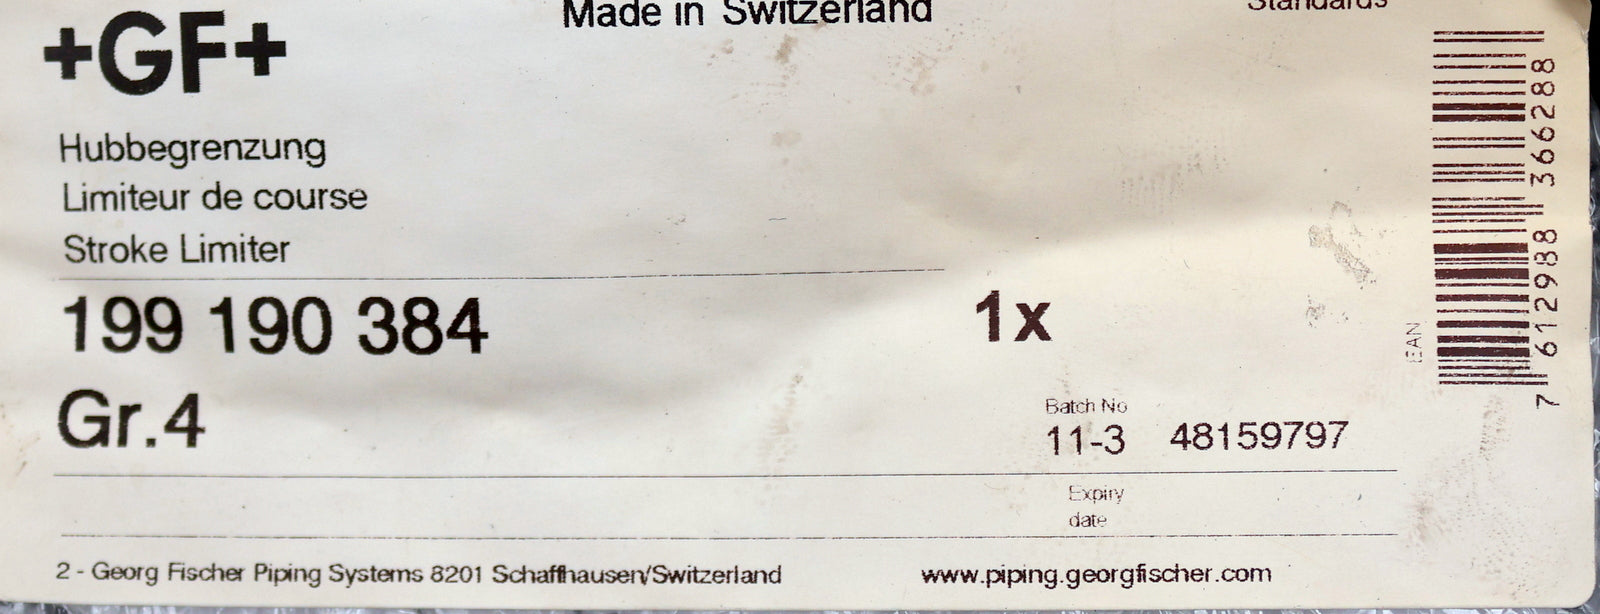 +GF+
Made in Switzerland
Standards
Hubbegrenzung
Limiteur de course
Stroke Limiter
199 190 384
1x
Gr.4
Batch No
11-3 48159797
Expiry
date
2 - Georg Fischer Piping Systems 8201 Schaffhausen/Switzerland
www.piping.georgfischer.com
EAN
7 612988 366288